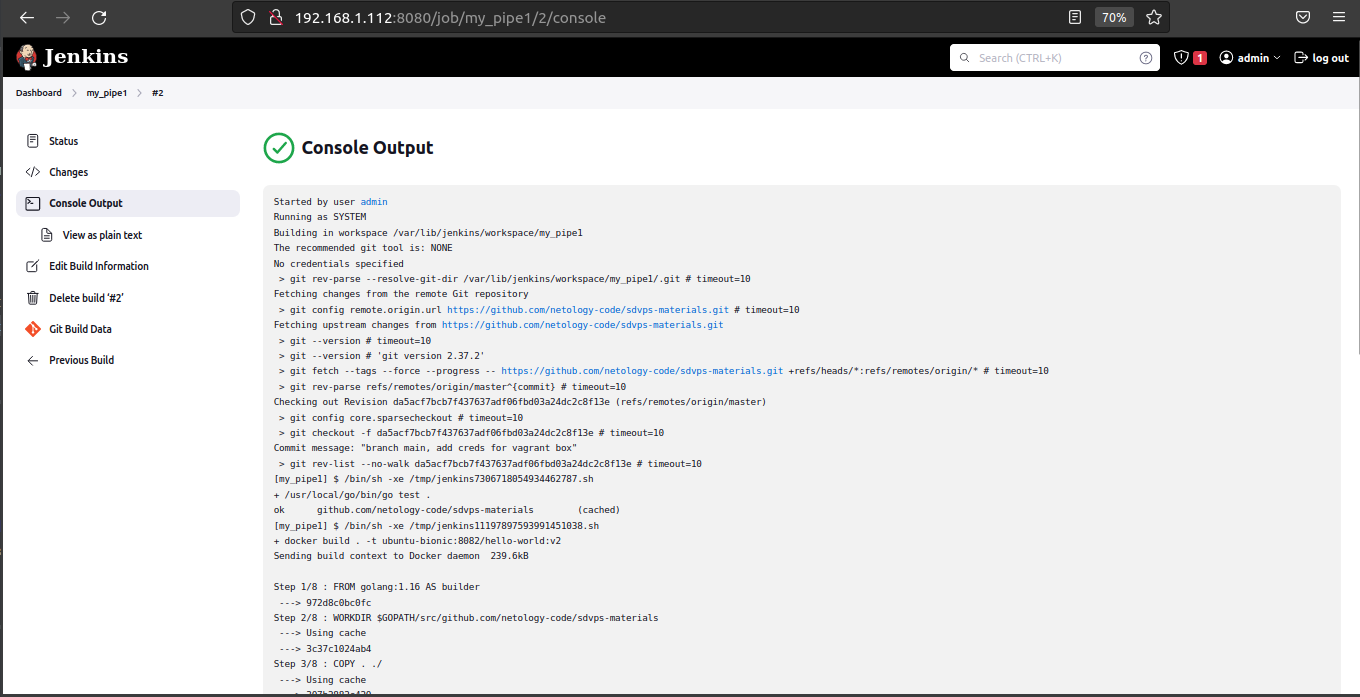 192.168.1.112:8080/job/my_pipe1/2/console
70%
Jenkins
Search (CTRL+K)
1
admin
log out
Dashboard
my_pipe1
#2
Status
Changes
Console Output
View as plain text
Edit Build Information
Delete build ‘#2’
Git Build Data
Previous Build
Console Output
Started by user admin
Running as SYSTEM
Building in workspace /var/lib/jenkins/workspace/my_pipe1
The recommended git tool is: NONE
No credentials specified
> git rev-parse --resolve-git-dir /var/lib/jenkins/workspace/my_pipe1/.git # timeout=10
Fetching changes from the remote Git repository
> git config remote.origin.url https://github.com/netology-code/sdvps-materials.git # timeout=10
Fetching upstream changes from https://github.com/netology-code/sdvps-materials.git
> git --version # timeout=10
> git --version # 'git version 2.37.2'
> git fetch --tags --force --progress -- https://github.com/netology-code/sdvps-materials.git +refs/heads/*:refs/remotes/origin/* # timeout=10
> git rev-parse refs/remotes/origin/master^{commit} # timeout=10
Checking out Revision da5acf7bcb7f437637adf06fbd03a24dc2c8f13e (refs/remotes/origin/master)
> git config core.sparsecheckout # timeout=10
> git checkout -f da5acf7bcb7f437637adf06fbd03a24dc2c8f13e # timeout=10
Commit message: "branch main, add creds for vagrant box"
> git rev-list --no-walk da5acf7bcb7f437637adf06fbd03a24dc2c8f13e # timeout=10
[my_pipe1] $ /bin/sh -xe /tmp/jenkins7306718054934462787.sh
+ /usr/local/go/bin/go test .
ok github.com/netology-code/sdvps-materials (cached)
[my_pipe1] $ /bin/sh -xe /tmp/jenkins11197897593991451038.sh
+ docker build . -t ubuntu-bionic:8082/hello-world:v2
Sending build context to Docker daemon 239.6kB
Step 1/8 : FROM golang:1.16 AS builder
---> 972d8c0bc0fc
Step 2/8 : WORKDIR $GOPATH/src/github.com/netology-code/sdvps-materials
---> Using cache
---> 3c37c1024ab4
Step 3/8 : COPY . ./
---> Using cache